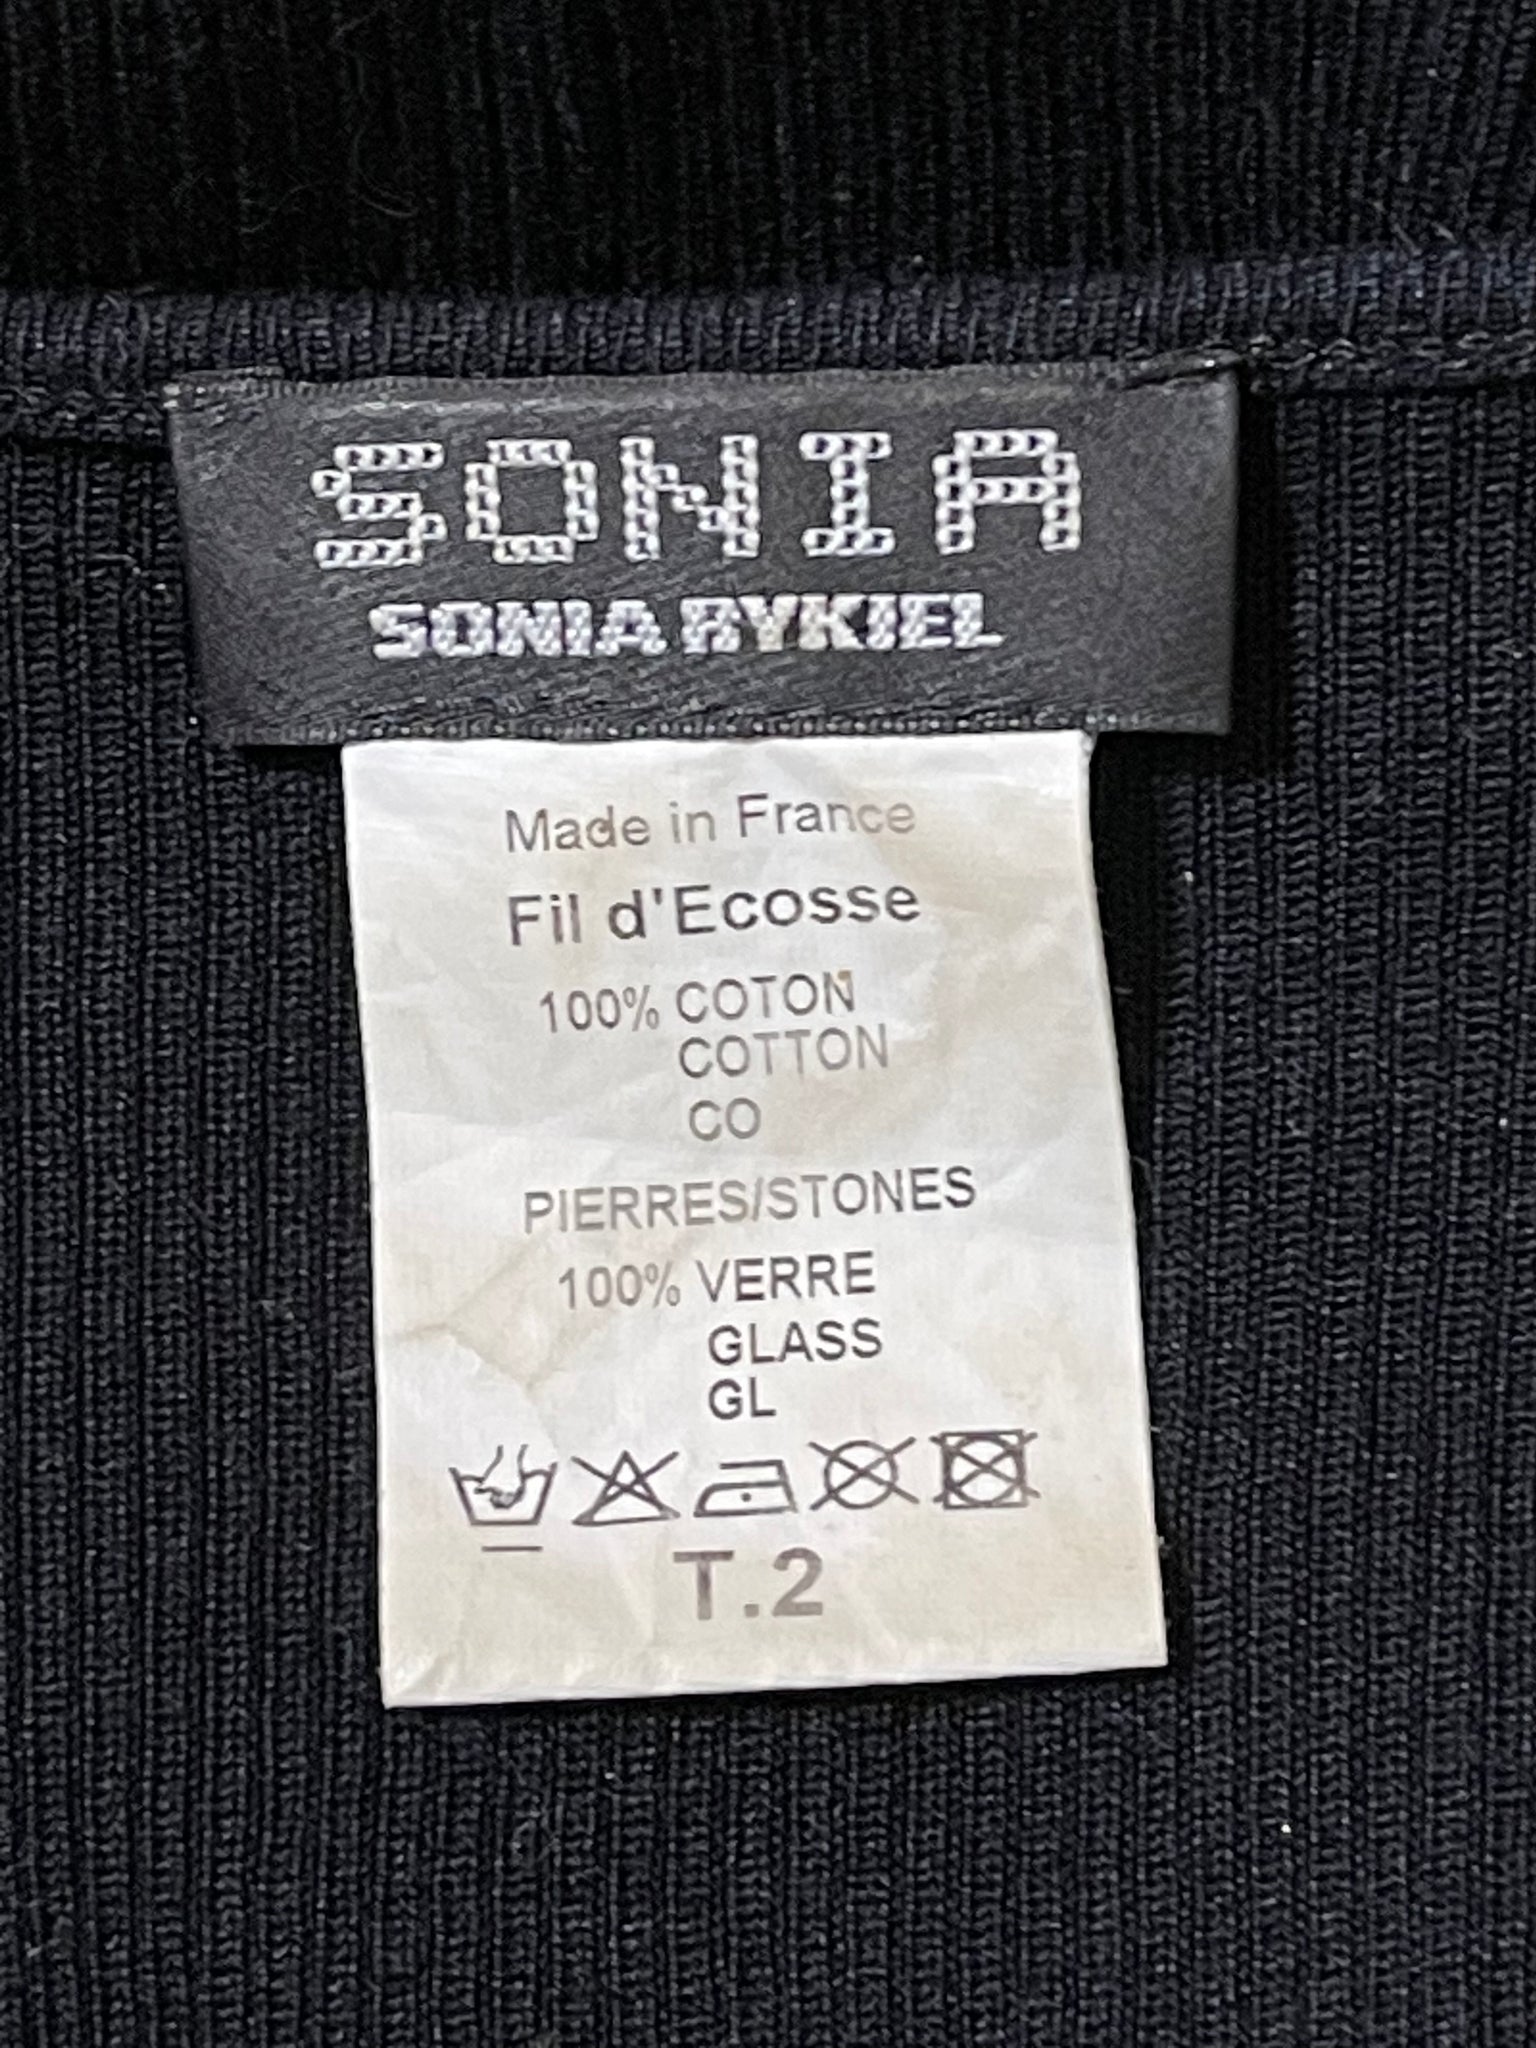 SONIA
SONIA RYKIEL
Made in France
Fil d'Ecosse
100% COTON
COTTON
CO
PIERRES/STONES
100% VERRE
GLASS
GL
T.2